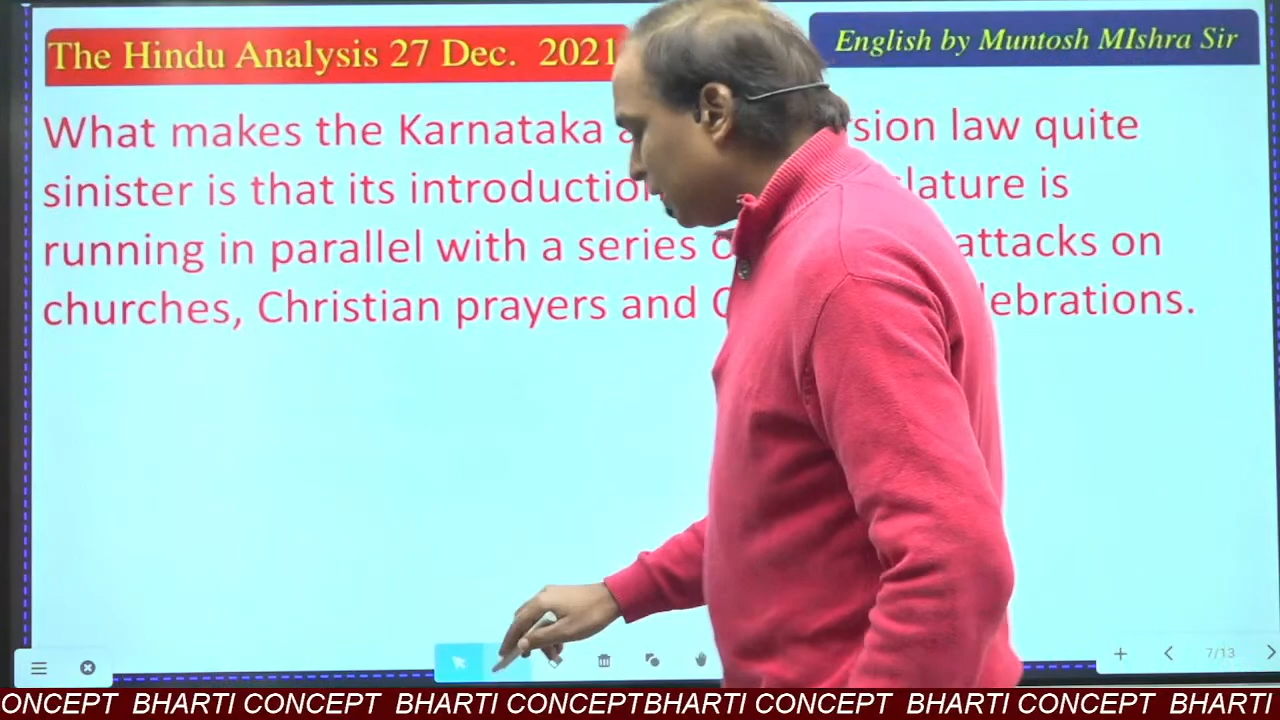 The Hindu Analysis 27 Dec. 2021
English by Muntosh MIshra Sir
What makes the Karnataka a sion law quite
sinister is that its introduction slature is
running in parallel with a series o attacks on
churches, Christian prayers and C lebrations.
7/13
ONCEPT BHARTI CONCEPT BHARTI CONCEPTBHARTI CONCEPT BHARTI CONCEPT BHARTI